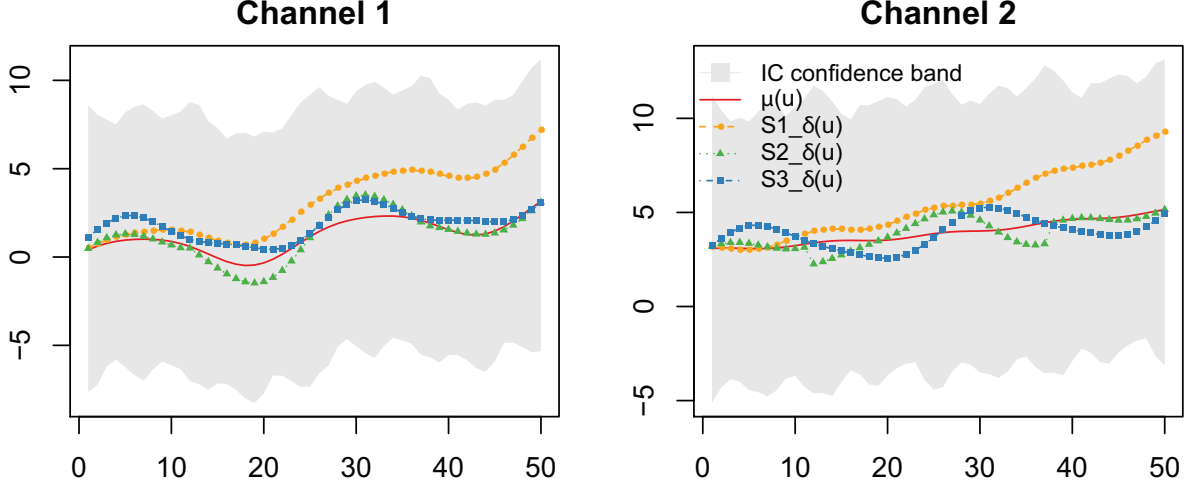 Channel 1
10
5
0
−5
0 10 20 30 40 50
Channel 2
IC confidence band
μ(u)
S1_δ(u)
S2_δ(u)
S3_δ(u)
10
5
0
−5
0 10 20 30 40 50